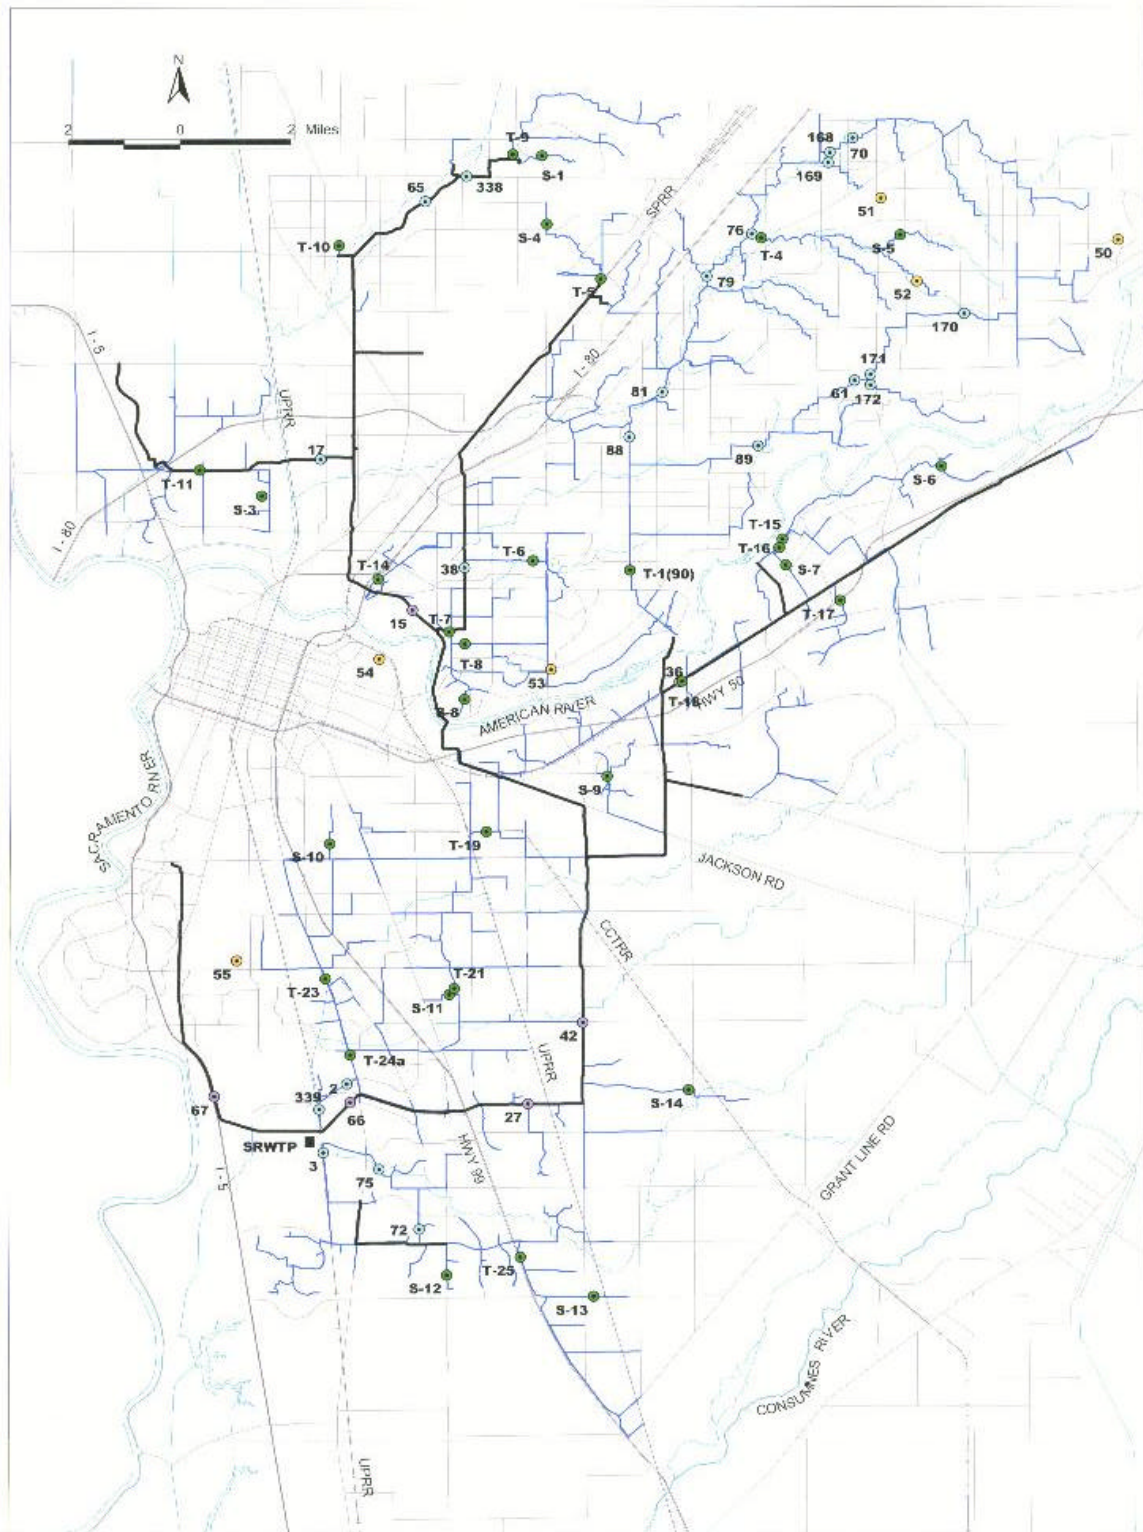 N
2 0 2 Miles
T-9
168
70
S-1
169
338
65
SPRR
51
S-4
76
S-5
T-10
T-4
50
T-5
79
52
170
I - 5
I - 80
171
UPRR
81
61
172
17
88
89
T-11
S-6
S-3
I - 80
T-15
T-6
T-16
T-14
38
T-1(90)
S-7
15
T-7
T-17
T-8
54
53
36
T-18
HWY 50
AMERICAN RIVER
SACRAMENTO RIVER
S-9
T-19
S-10
JACKSON RD
CCTRR
55
T-21
T-23
S-11
42
T-24a
UPRR
2
339
67
66
27
S-14
SRWTP
3
HWY 99
GRANT LINE RD
75
I - 5
72
T-25
S-12
S-13
CONSUMNES RIVER
UPRR